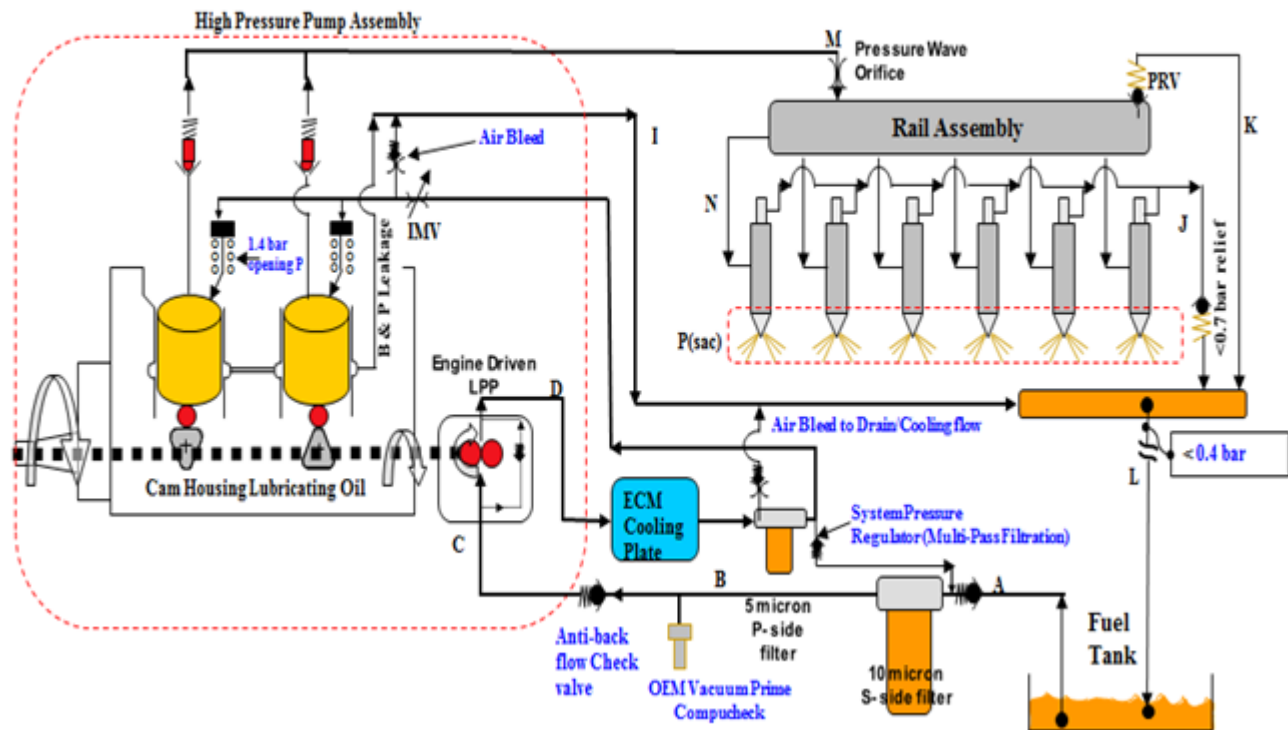 High Pressure Pump Assembly
M
Pressure Wave
Orifice
PRV
Rail Assembly
K
Air Bleed
I
N
IMV
J
1.4 bar
opening P
B & P Leakage
<0.7 bar relief
P(sac)
Engine Driven
LPP
D
Air Bleed to Drain/Cooling flow
< 0.4 bar
L
Cam Housing Lubricating Oil
ECM
Cooling
Plate
System Pressure
Regulator (Multi-Pass Filtration)
C
B
A
5 micron
P- side
filter
Anti-back
flow Check
valve
OEM Vacuum Prime
Compucheck
10 micron
S- side filter
Fuel
Tank